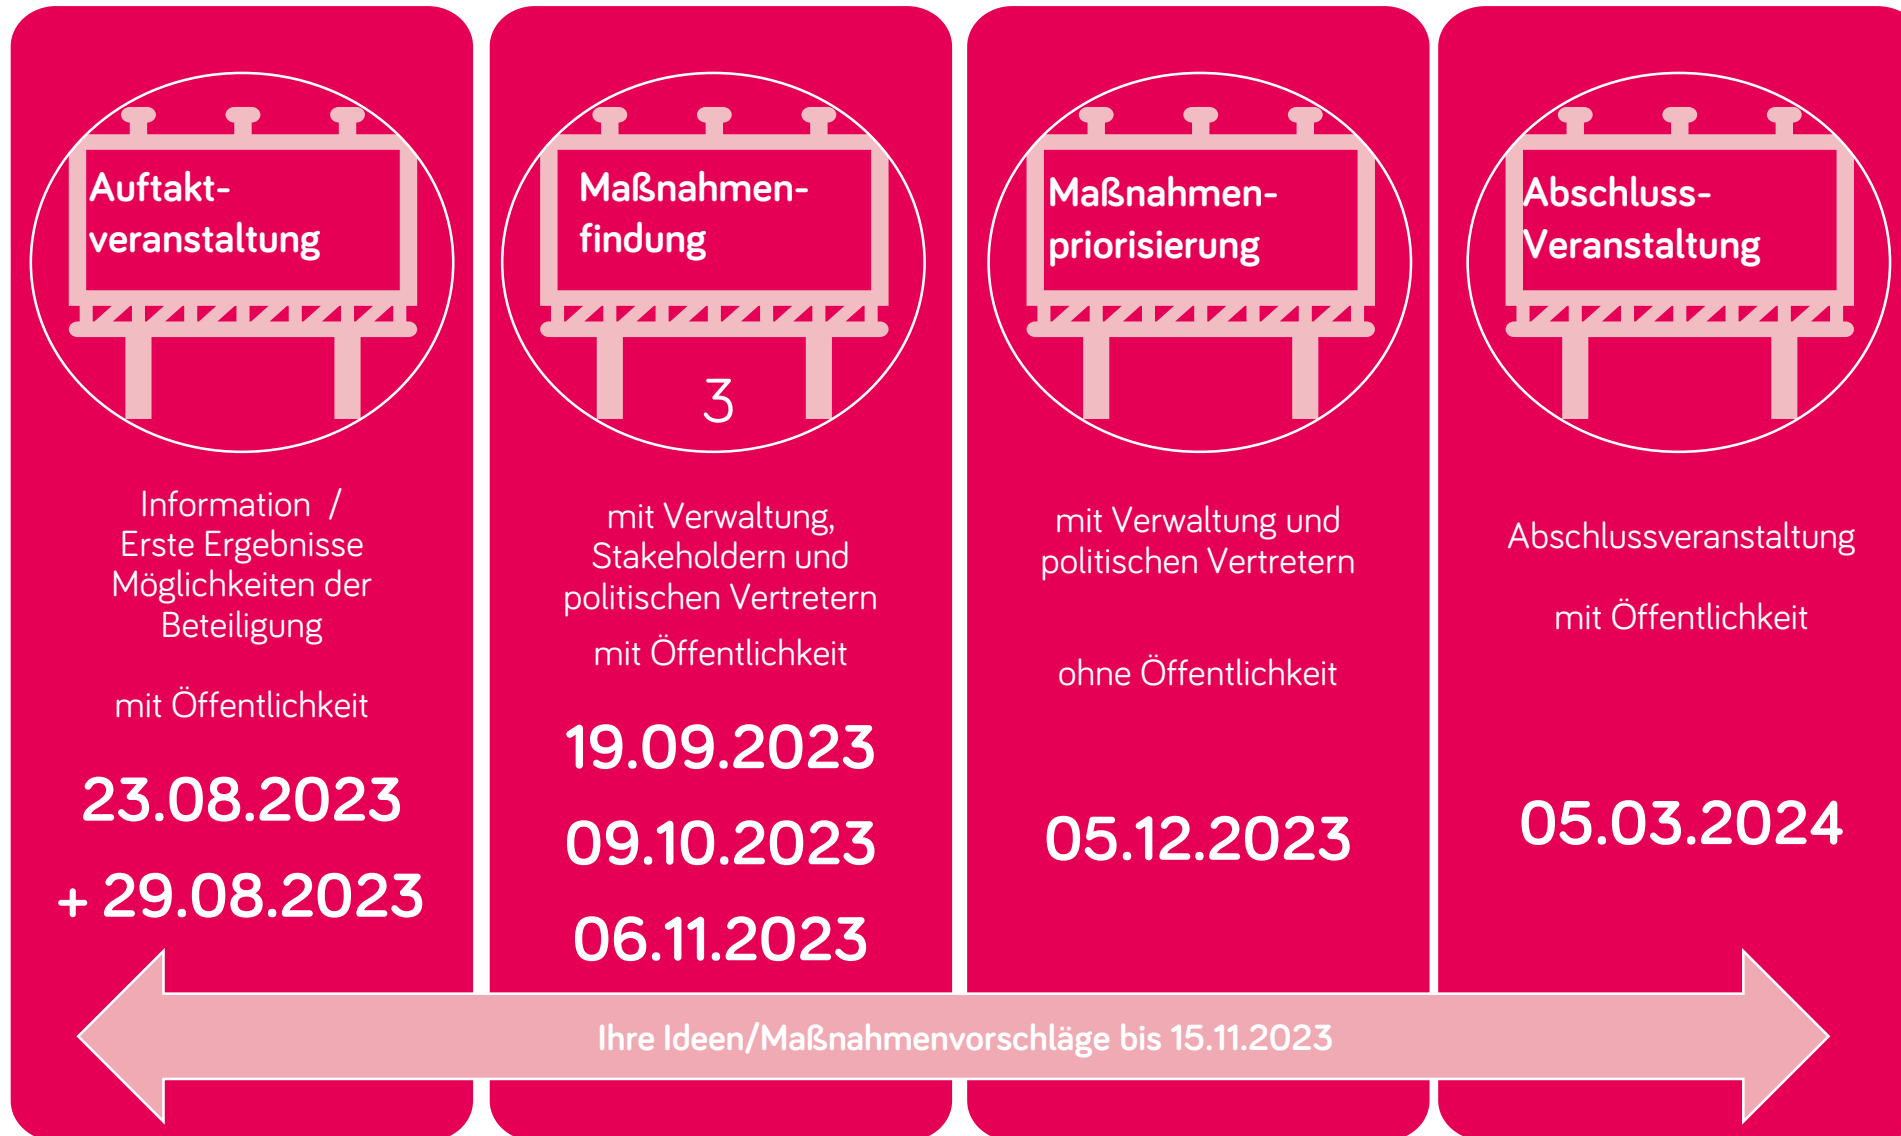 Auftakt-
veranstaltung
Information /
Erste Ergebnisse
Möglichkeiten der
Beteiligung
mit Öffentlichkeit
23.08.2023
+ 29.08.2023
Maßnahmen-
findung
3
mit Verwaltung,
Stakeholdern und
politischen Vertretern
mit Öffentlichkeit
19.09.2023
09.10.2023
06.11.2023
Maßnahmen-
priorisierung
mit Verwaltung und
politischen Vertretern
ohne Öffentlichkeit
05.12.2023
Abschluss-
Veranstaltung
Abschlussveranstaltung
mit Öffentlichkeit
05.03.2024
Ihre Ideen/Maßnahmenvorschläge bis 15.11.2023